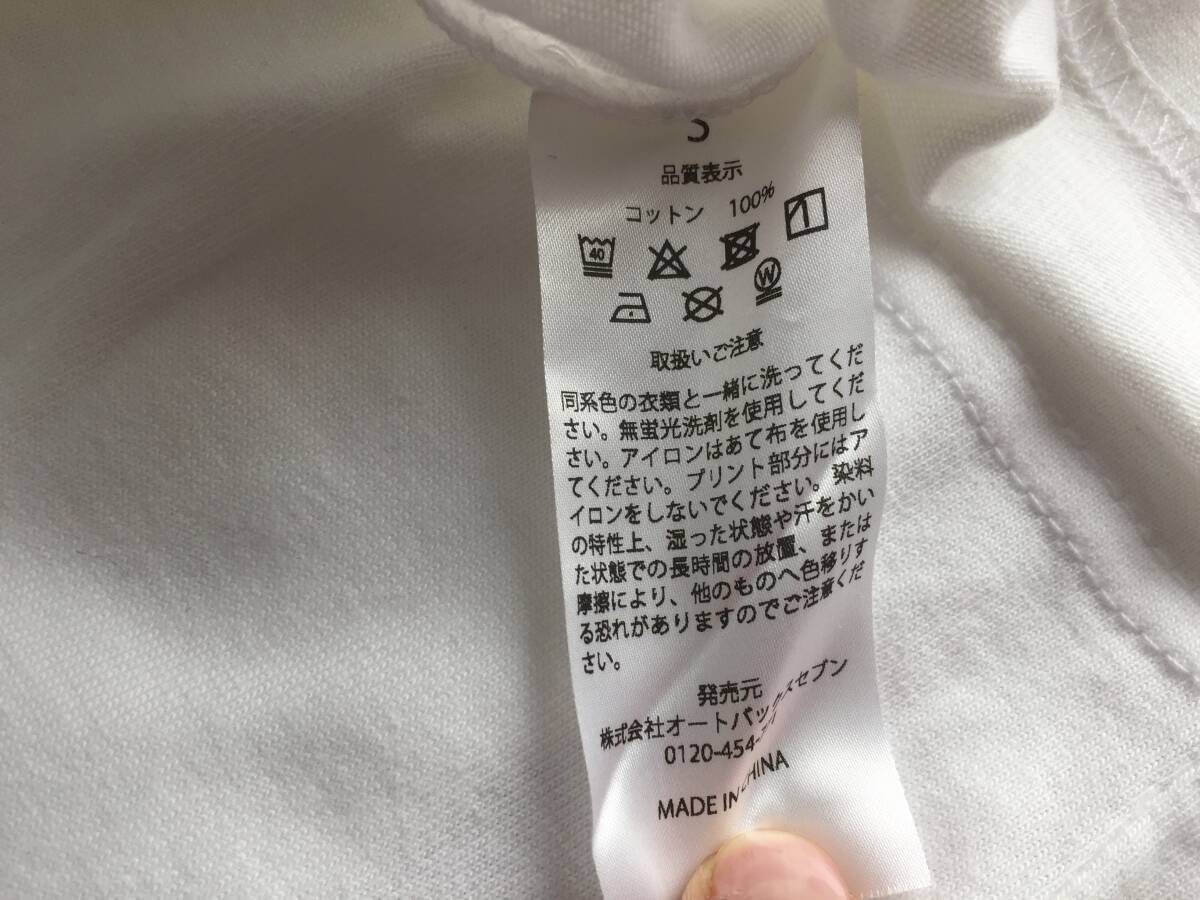 S
品質表示
コットン 100%
40
W
取扱いご注意
同系色の衣類と一緒に洗ってくだ
さい。無蛍光洗剤を使用してくだ
さい。アイロンはあて布を使用し
てください。プリント部分にはア
イロンをしないでください。染料
の特性上、湿った状態や汗をかい
た状態での長時間の放置、または
摩擦により、他のものへ色移りす
る恐れがありますのでご注意くだ
さい。
発売元
株式会社オートバックスセブン
0120-454-
MADE IN CHINA